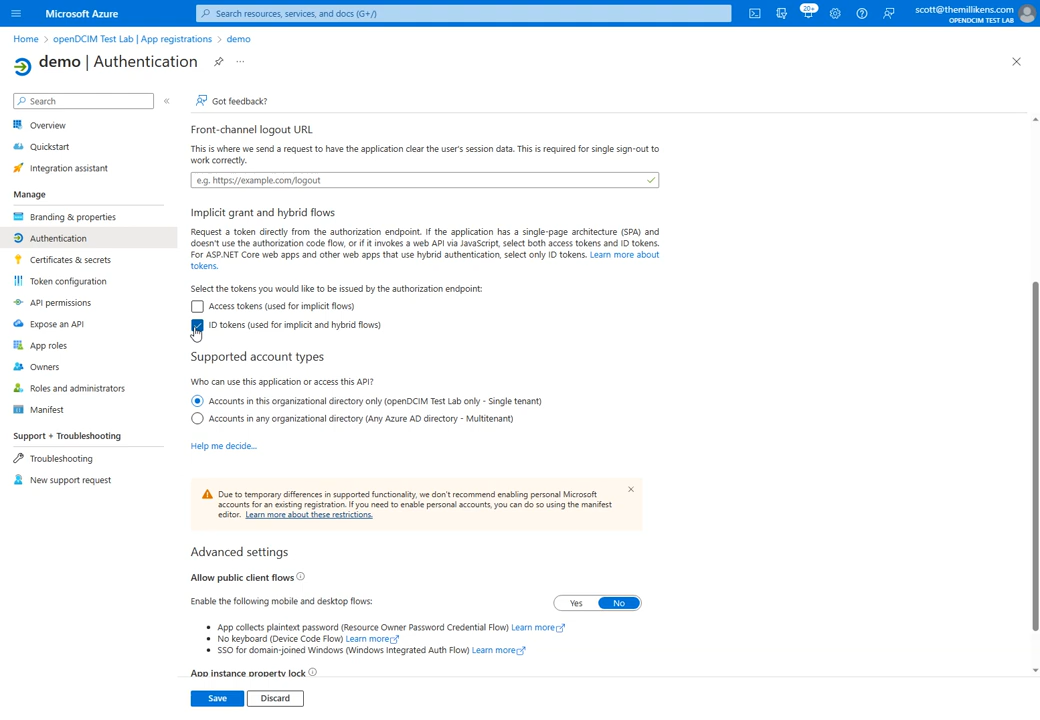 Microsoft Azure
Search resources, services, and docs (G+/)
20+
scott@themillikens.com
OPENDCIM TEST LAB
Home > openDCIM Test Lab | App registrations > demo
demo | Authentication
Search
Overview
Quickstart
Integration assistant
Manage
Branding & properties
Authentication
Certificates & secrets
Token configuration
API permissions
Expose an API
App roles
Owners
Roles and administrators
Manifest
Support + Troubleshooting
Troubleshooting
New support request
Got feedback?
Front-channel logout URL
This is where we send a request to have the application clear the user's session data. This is required for single sign-out to
work correctly.
e.g. https://example.com/logout
Implicit grant and hybrid flows
Request a token directly from the authorization endpoint. If the application has a single-page architecture (SPA) and
doesn't use the authorization code flow, or if it invokes a web API via JavaScript, select both access tokens and ID tokens.
For ASP.NET Core web apps and other web apps that use hybrid authentication, select only ID tokens. Learn more about
tokens.
Select the tokens you would like to be issued by the authorization endpoint:
Access tokens (used for implicit flows)
ID tokens (used for implicit and hybrid flows)
Supported account types
Who can use this application or access this API?
Accounts in this organizational directory only (openDCIM Test Lab only - Single tenant)
Accounts in any organizational directory (Any Azure AD directory - Multitenant)
Help me decide...
Due to temporary differences in supported functionality, we don't recommend enabling personal Microsoft
accounts for an existing registration. If you need to enable personal accounts, you can do so using the manifest
editor. Learn more about these restrictions.
Advanced settings
Allow public client flows
Enable the following mobile and desktop flows:
Yes No
• App collects plaintext password (Resource Owner Password Credential Flow) Learn more
• No keyboard (Device Code Flow) Learn more
• SSO for domain-joined Windows (Windows Integrated Auth Flow) Learn more
App instance property lock
Save Discard